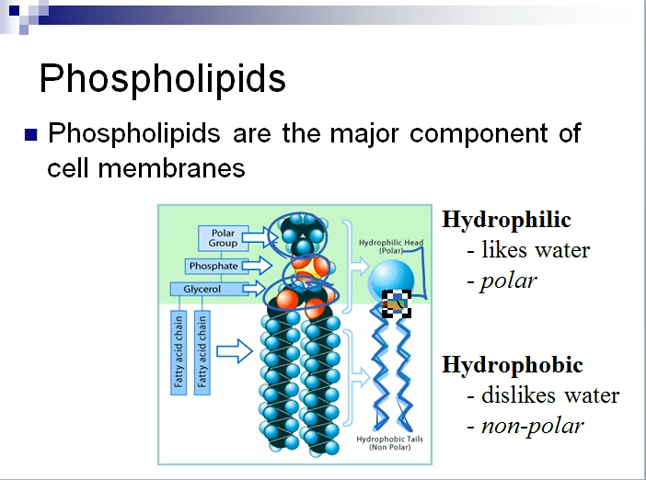 Phospholipids
Phospholipids are the major component of
cell membranes
Polar
Group
Phosphate
Glycerol
Fatty acid chain
Fatty acid chain
Hydrophilic Head
(Polar)
Hydrophobic Tails
(Non Polar)
Hydrophilic
- likes water
- polar
Hydrophobic
- dislikes water
- non-polar